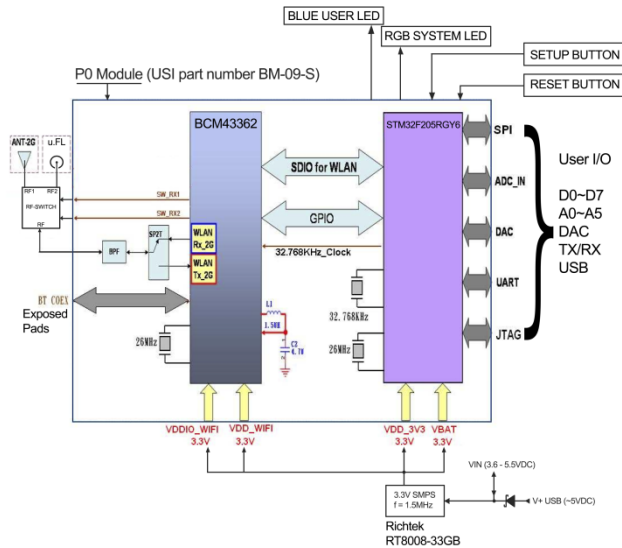 BLUE USER LED
RGB SYSTEM LED
SETUP BUTTON
RESET BUTTON
P0 Module (USI part number BM-09-S)
BCM43362
STM32F205RGY6
ANT-2G
u.FL
RF1
RF2
RF-SWITCH
RF
SW_RX1
SW_RX2
BPF
SP2T
WLAN
Rx_2G
WLAN
Tx_2G
SDIO for WLAN
GPIO
32.768KHz_Clock
SPI
ADC_IN
DAC
UART
JTAG
User I/O
D0~D7
A0~A5
DAC
TX/RX
USB
BT COEX
Exposed
Pads
26MHz
L1
1.5UH
C2
4.7U
32.768KHz
26MHz
VDDIO_WIFI
3.3V
VDD_WIFI
3.3V
VDD_3V3
3.3V
VBAT
3.3V
3.3V SMPS
f = 1.5MHz
Richtek
RT8008-33GB
VIN (3.6 - 5.5VDC)
V+ USB (~5VDC)